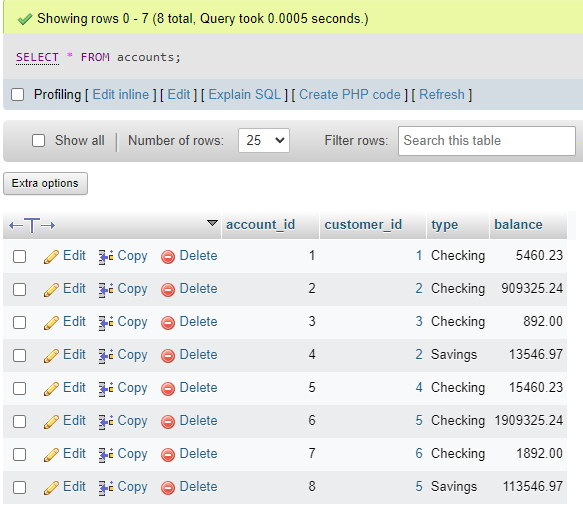 Showing rows 0 - 7 (8 total, Query took 0.0005 seconds.)
SELECT * FROM accounts;
Profiling [ Edit inline ] [ Edit ] [ Explain SQL ] [ Create PHP code ] [ Refresh ]
Show all Number of rows: 25 Filter rows: Search this table
Extra options
←T→ account_id customer_id type balance
Edit Copy Delete 1 1 Checking 5460.23
Edit Copy Delete 2 2 Checking 909325.24
Edit Copy Delete 3 3 Checking 892.00
Edit Copy Delete 4 2 Savings 13546.97
Edit Copy Delete 5 4 Checking 15460.23
Edit Copy Delete 6 5 Checking 1909325.24
Edit Copy Delete 7 6 Checking 1892.00
Edit Copy Delete 8 5 Savings 113546.97